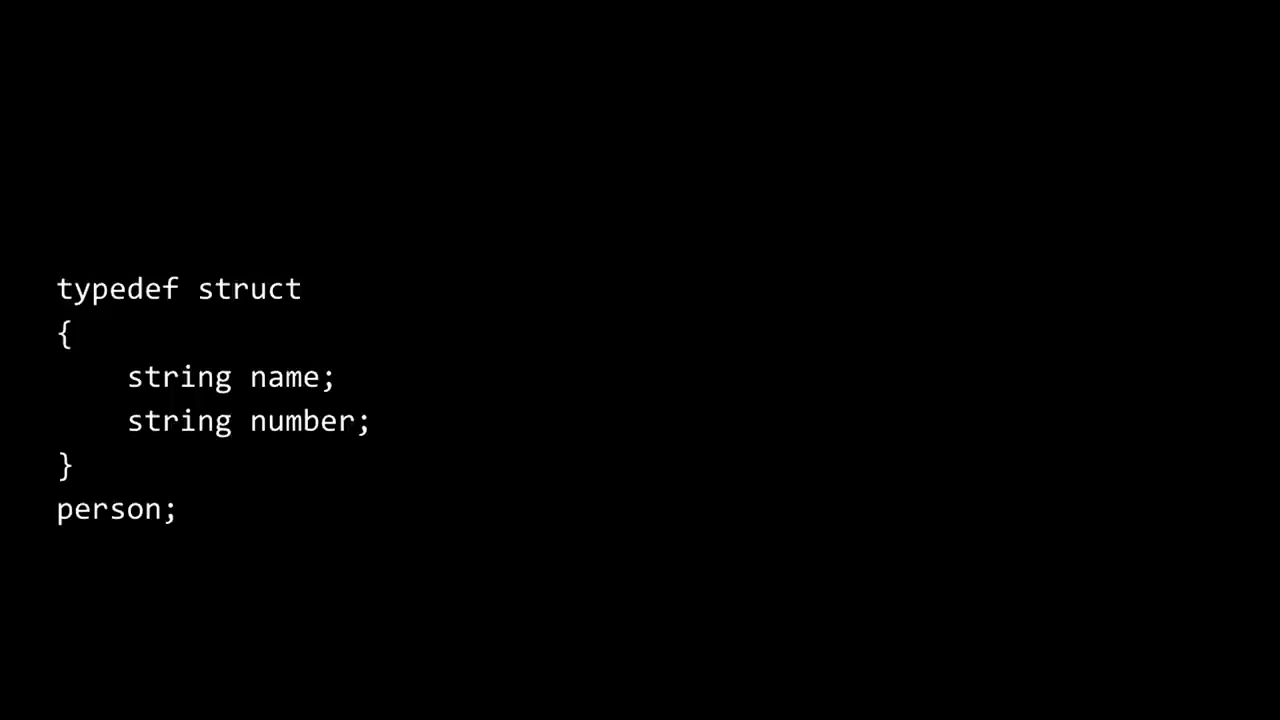 typedef struct
{
    string name;
    string number;
}
person;